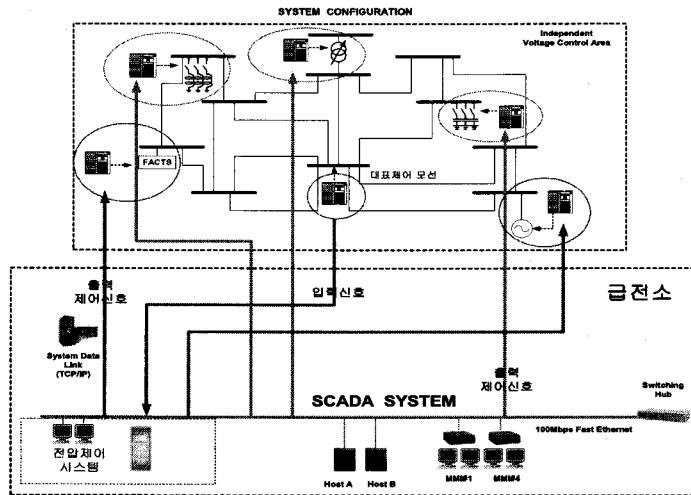 SYSTEM CONFIGURATION
Independent
Voltage Control Area
FACTS
대표제어 모선
출력
제어신호
입력신호
급전소
System Data
Link
(TCP/IP)
출력
제어신호
SCADA SYSTEM
Switching
Hub
100Mbps Fast Ethernet
전압제어
시스템
Host A
Host B
MMI#1
MMI#4